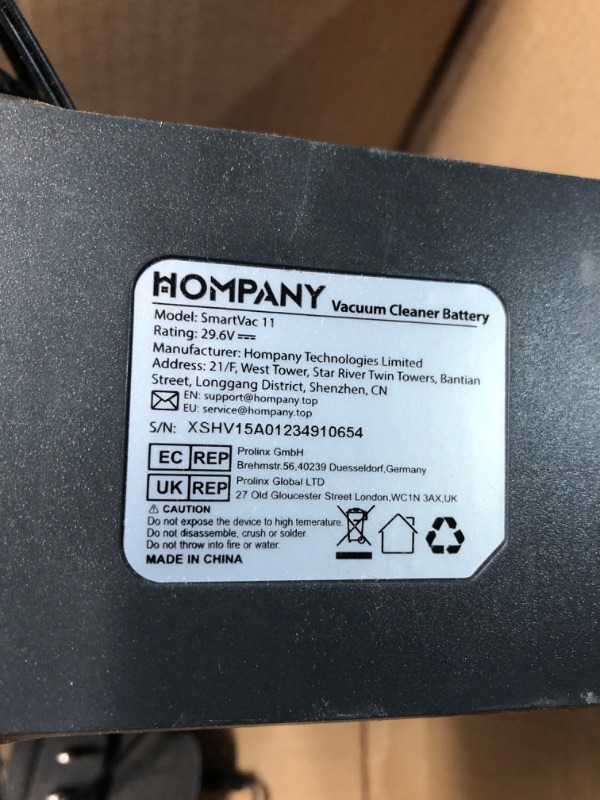 HOMPANY Vacuum Cleaner Battery
Model: SmartVac 11
Rating: 29.6V
Manufacturer: Hompany Technologies Limited
Address: 21/F, West Tower, Star River Twin Towers, Bantian
Street, Longgang District, Shenzhen, CN
EN: support@hompany.top
EU: service@hompany.top
S/N: XSHV15A01234910654
EC REP Prolinx GmbH
Brehmstr.56,40239 Duesseldorf,Germany
UK REP Prolinx Global LTD
27 Old Gloucester Street London,WC1N 3AX,UK
⚠ CAUTION
Do not expose the device to high temerature.
Do not disassemble, crush or solder.
Do not throw into fire or water.
MADE IN CHINA